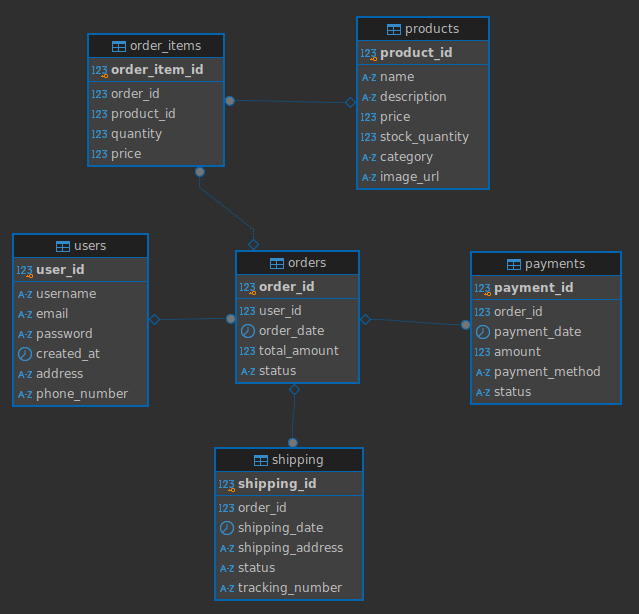 order_items
123 order_item_id
123 order_id
123 product_id
123 quantity
123 price
products
123 product_id
A-Z name
A-Z description
123 price
123 stock_quantity
A-Z category
A-Z image_url
users
123 user_id
A-Z username
A-Z email
A-Z password
created_at
A-Z address
A-Z phone_number
orders
123 order_id
123 user_id
order_date
123 total_amount
A-Z status
payments
123 payment_id
123 order_id
payment_date
123 amount
A-Z payment_method
A-Z status
shipping
123 shipping_id
123 order_id
shipping_date
A-Z shipping_address
A-Z status
A-Z tracking_number